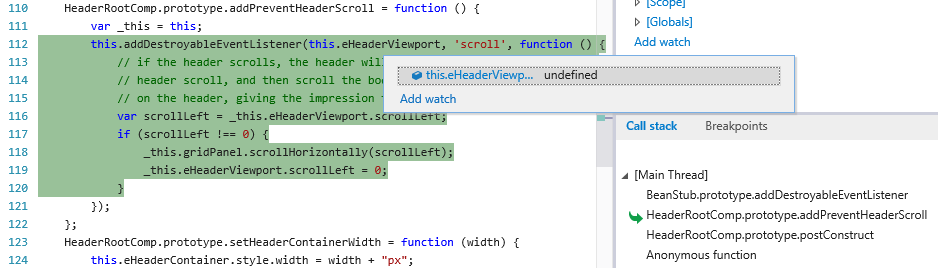 110 HeaderRootComp.prototype.addPreventHeaderScroll = function () {
111 var _this = this;
112 this.addDestroyableEventListener(this.eHeaderViewport, 'scroll', function () {
113 // if the header scrolls, the header will
114 // header scroll, and then scroll the bo
115 // on the header, giving the impression
116 var scrollLeft = _this.eHeaderViewport.scrollLeft;
117 if (scrollLeft !== 0) {
118 _this.gridPanel.scrollHorizontally(scrollLeft);
119 _this.eHeaderViewport.scrollLeft = 0;
120 }
121 });
122 };
123 HeaderRootComp.prototype.setHeaderContainerWidth = function (width) {
124 this.eHeaderContainer.style.width = width + "px";
this.eHeaderViewp... undefined
Add watch
[Scope]
[Globals]
Add watch
Call stack Breakpoints
[Main Thread]
BeanStub.prototype.addDestroyableEventListener
HeaderRootComp.prototype.addPreventHeaderScroll
HeaderRootComp.prototype.postConstruct
Anonymous function